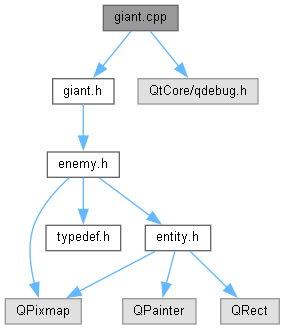 giant.cpp
giant.h
QtCore/qdebug.h
enemy.h
typedef.h
entity.h
QPixmap
QPainter
QRect